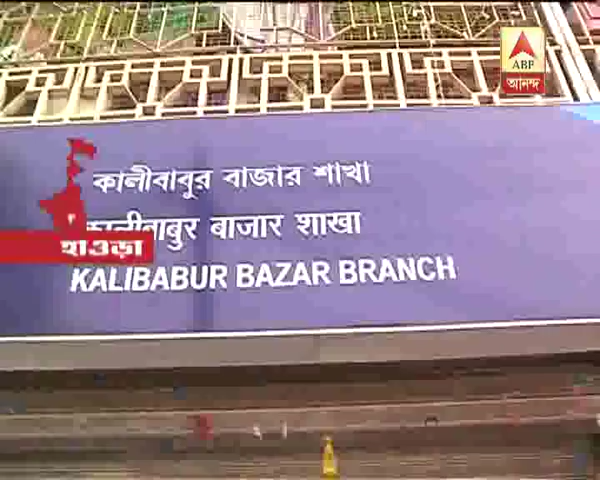 ABP
আনন্দ
কালীবাবুর বাজার শাখা
कालीबाबुर बाजार शाखा
হাওড়া
KALIBABUR BAZAR BRANCH